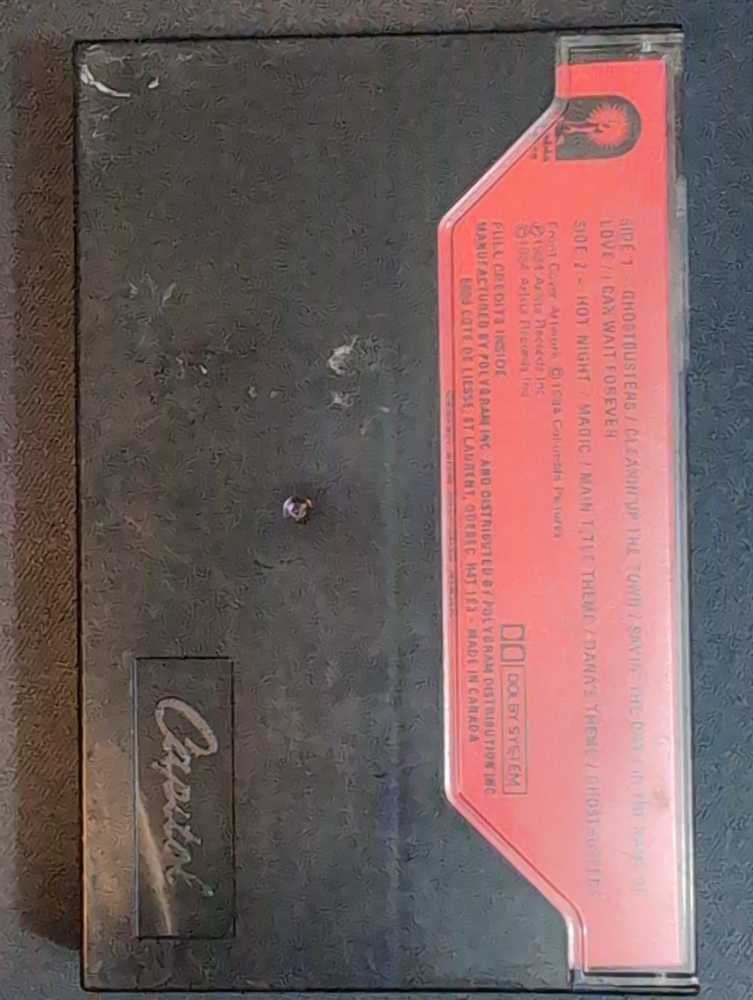 SIDE 1 - GHOSTBUSTERS / CLEANIN' UP THE TOWN / SAVIN' THE DAY / IN THE NAME OF
LOVE / I CAN WAIT FOREVER
SIDE 2 - HOT NIGHT / MAGIC / MAIN TITLE THEME / DANA'S THEME / GHOSTBUSTERS
Front Cover Artwork © 1984 Columbia Pictures
℗ 1984 Arista Records Inc
© 1984 Arista Records Inc
FULL CREDITS INSIDE
MANUFACTURED BY POLYGRAM INC. AND DISTRIBUTED BY POLYGRAM DISTRIBUTION INC
6000 COTE DE LIESSE, ST LAURENT, QUEBEC H4T 1E3 - MADE IN CANADA
DOLBY SYSTEM
Capitol